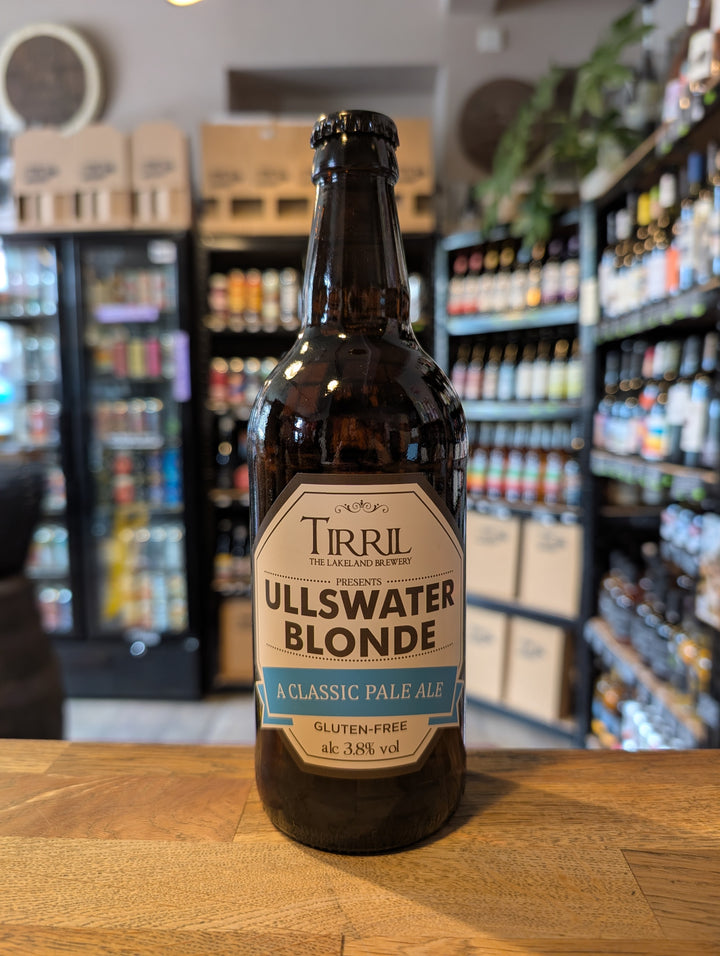 TIRRIL
THE LAKELAND BREWERY
PRESENTS
ULLSWATER
BLONDE
A CLASSIC PALE ALE
GLUTEN-FREE
alc 3.8% vol